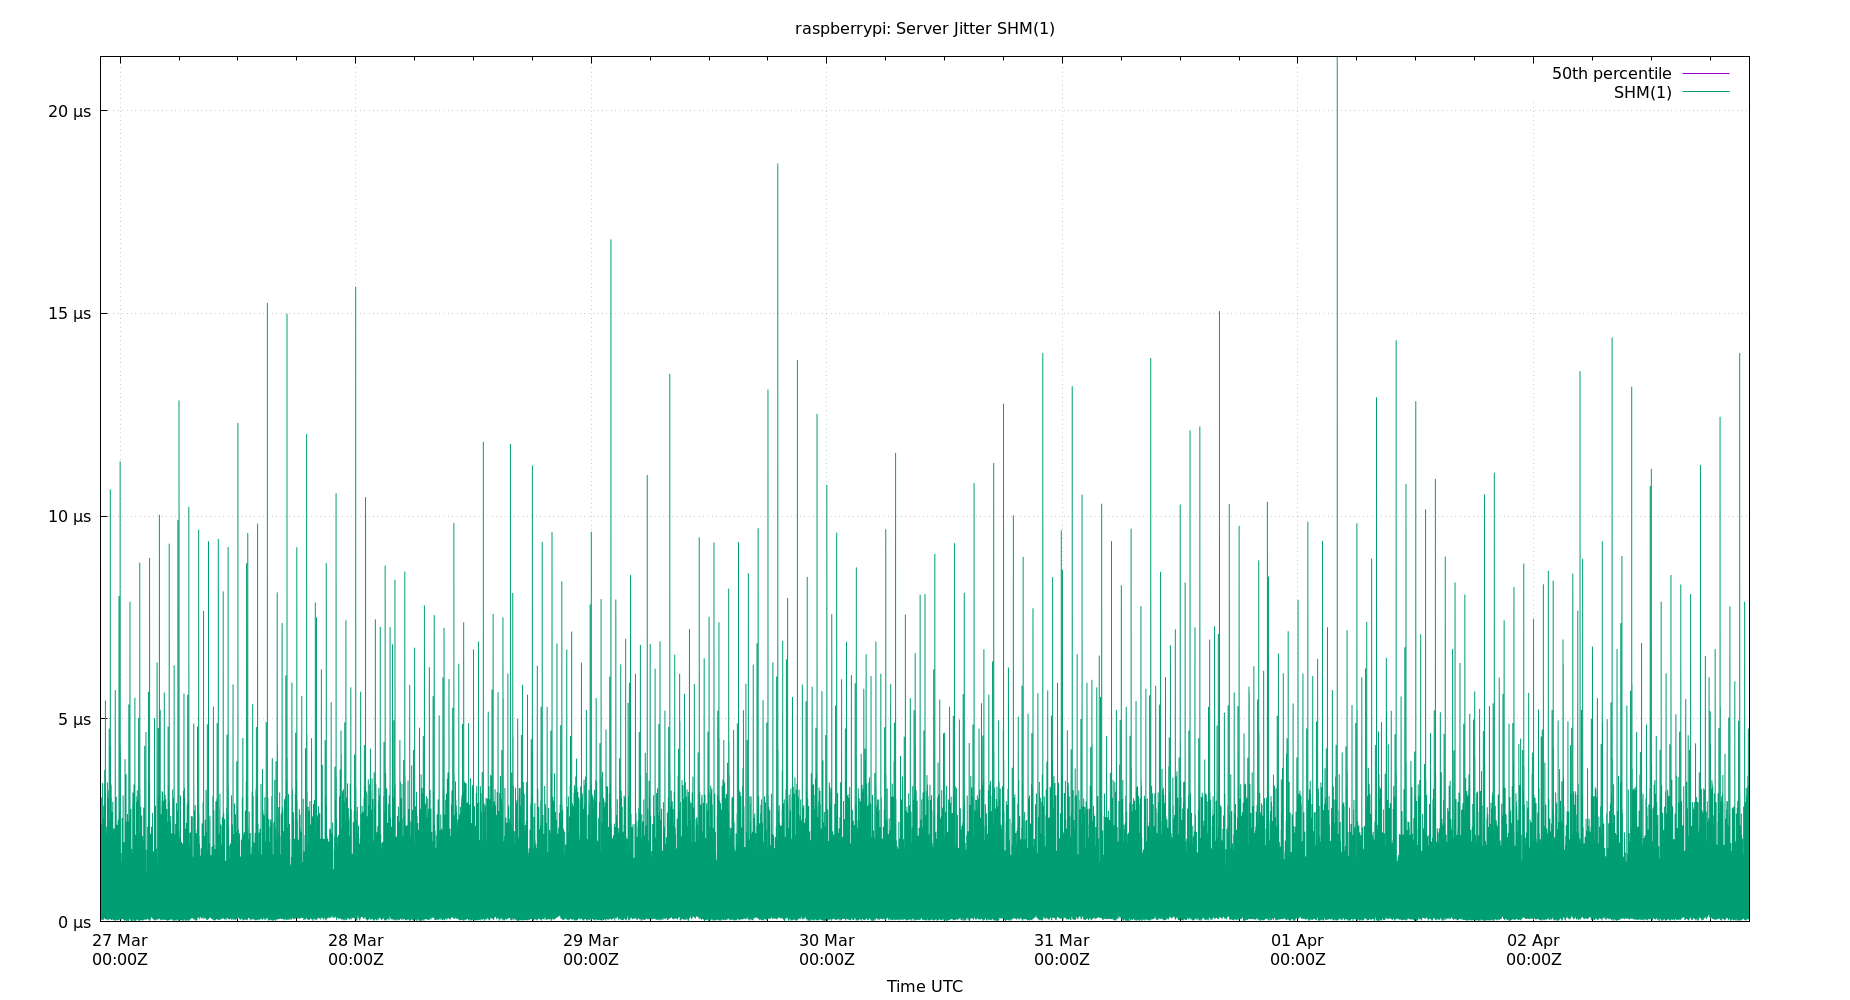 raspberrypi: Server Jitter SHM(1)
50th percentile
SHM(1)
20 µs
15 µs
10 µs
5 µs
0 µs
27 Mar 28 Mar 29 Mar 30 Mar 31 Mar 01 Apr 02 Apr
00:00Z 00:00Z 00:00Z 00:00Z 00:00Z 00:00Z 00:00Z
Time UTC